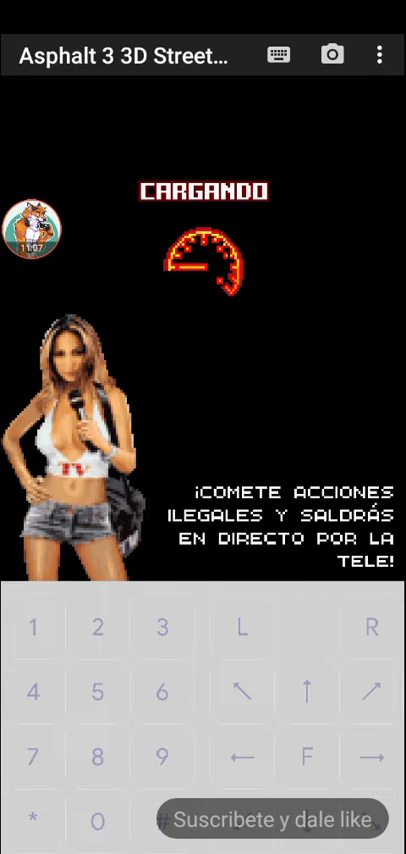 Asphalt 3 3D Street...
CARGANDO
11:07
TV
¡COMETE ACCIONES
ILEGALES Y SALDRÁS
EN DIRECTO POR LA
TELE!
1 2 3 L R
4 5 6 ↖ ↑ ↗
7 8 9 ← F →
* 0 #
Suscribete y dale like